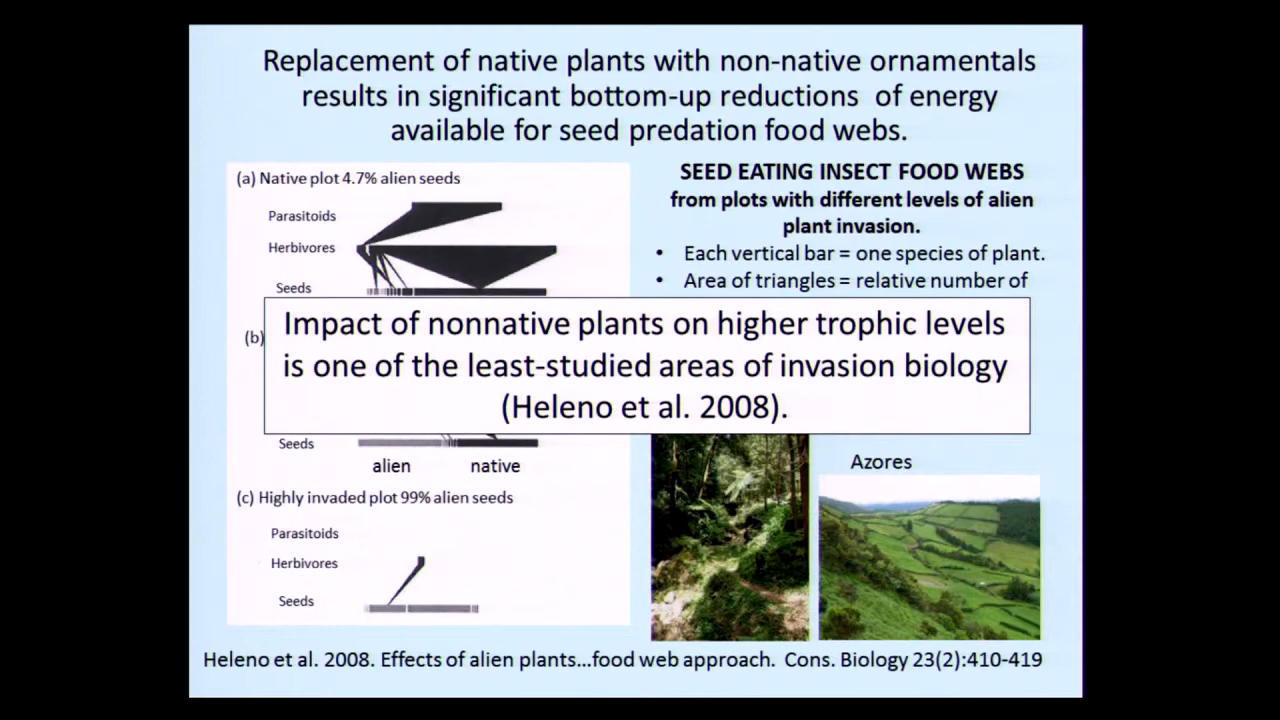 Replacement of native plants with non-native ornamentals
results in significant bottom-up reductions of energy
available for seed predation food webs.
(a) Native plot 4.7% alien seeds
Parasitoids
Herbivores
Seeds
SEED EATING INSECT FOOD WEBS
from plots with different levels of alien
plant invasion.
• Each vertical bar = one species of plant.
• Area of triangles = relative number of
(b)
Impact of nonnative plants on higher trophic levels
is one of the least-studied areas of invasion biology
(Heleno et al. 2008).
Seeds
alien native
(c) Highly invaded plot 99% alien seeds
Parasitoids
Herbivores
Seeds
Azores
Heleno et al. 2008. Effects of alien plants...food web approach. Cons. Biology 23(2):410-419